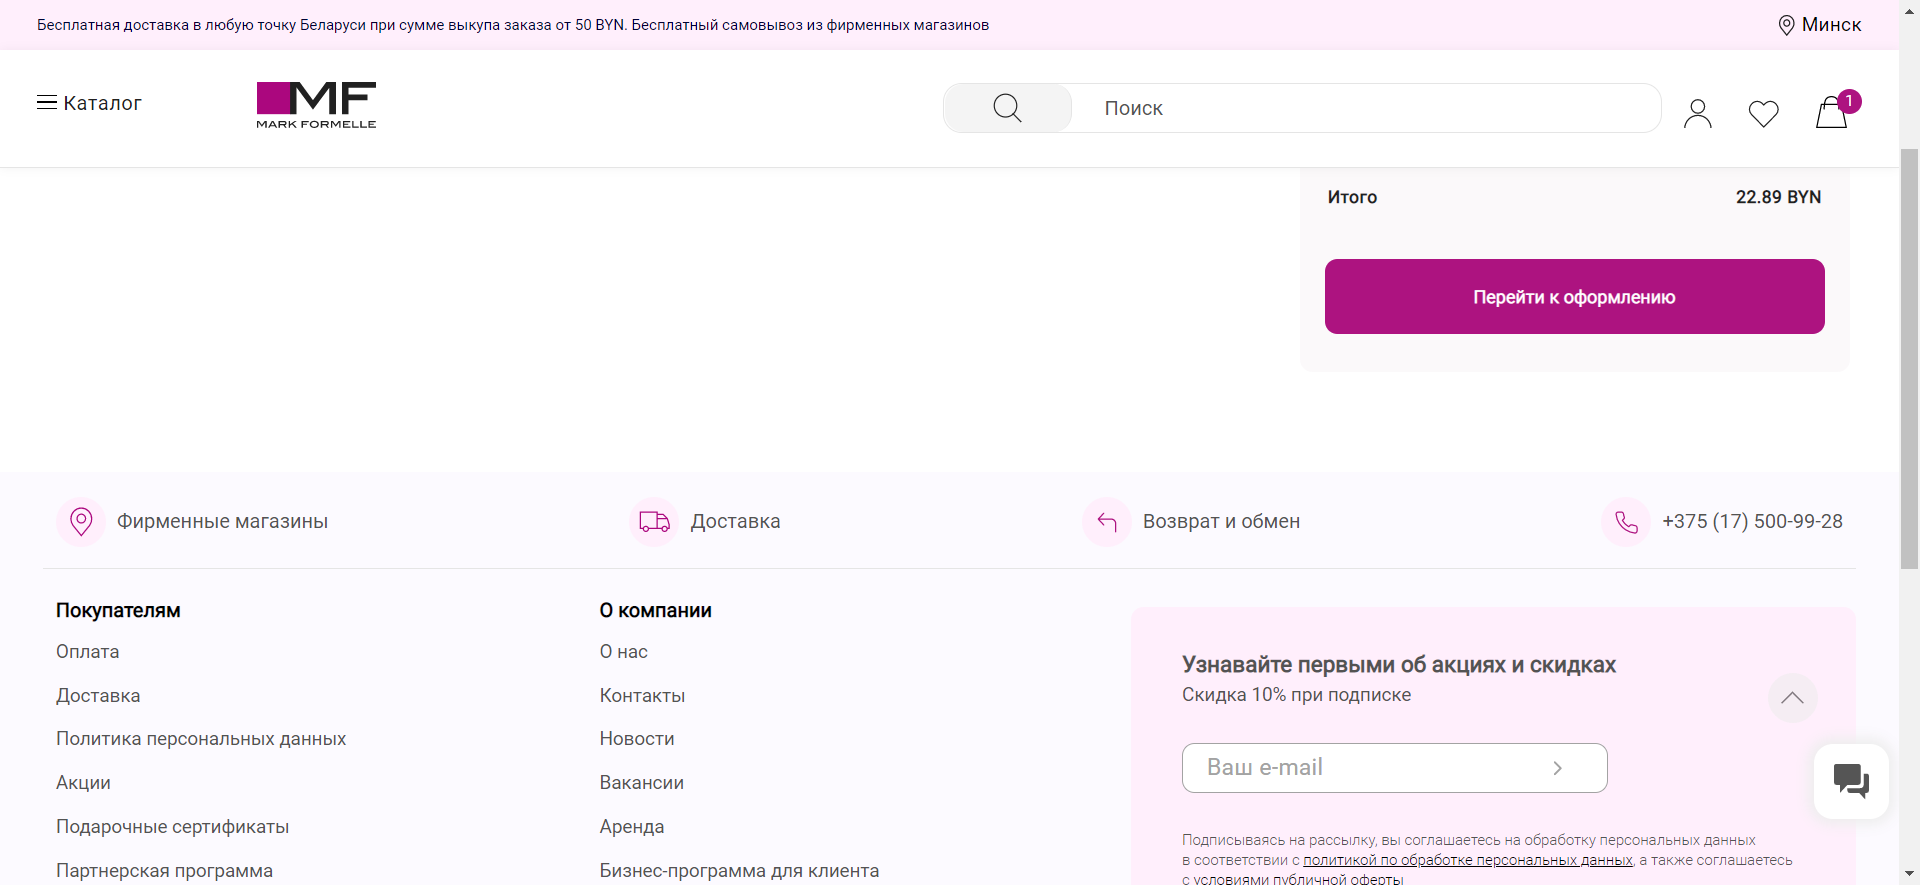 Бесплатная доставка в любую точку Беларуси при сумме выкупа заказа от 50 BYN. Бесплатный самовывоз из фирменных магазинов
Минск
Каталог
MF
MARK FORMELLE
Поиск
1
Итого
22.89 BYN
Перейти к оформлению
Фирменные магазины
Доставка
Возврат и обмен
+375 (17) 500-99-28
Покупателям
Оплата
Доставка
Политика персональных данных
Акции
Подарочные сертификаты
Партнерская программа
О компании
О нас
Контакты
Новости
Вакансии
Аренда
Бизнес-программа для клиента
Узнавайте первыми об акциях и скидках
Скидка 10% при подписке
Ваш e-mail
Подписываясь на рассылку, вы соглашаетесь на обработку персональных данных
в соответствии с политикой по обработке персональных данных, а также соглашаетесь
с условиями публичной оферты